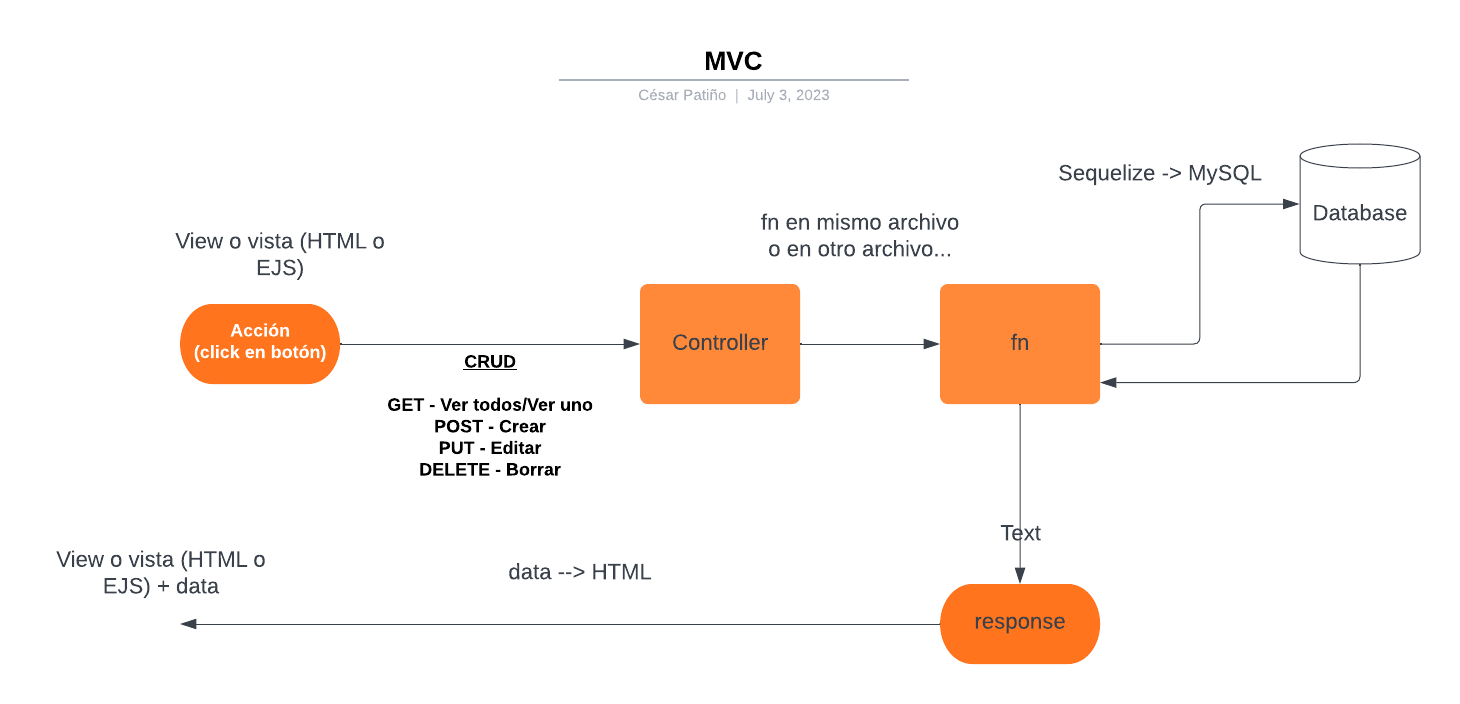 MVC
César Patiño | July 3, 2023
Sequelize -> MySQL
Database
fn en mismo archivo
o en otro archivo...
View o vista (HTML o
EJS)
Acción
(click en botón)
Controller
fn
CRUD
GET - Ver todos/Ver uno
POST - Crear
PUT - Editar
DELETE - Borrar
Text
View o vista (HTML o
EJS) + data
data --> HTML
response